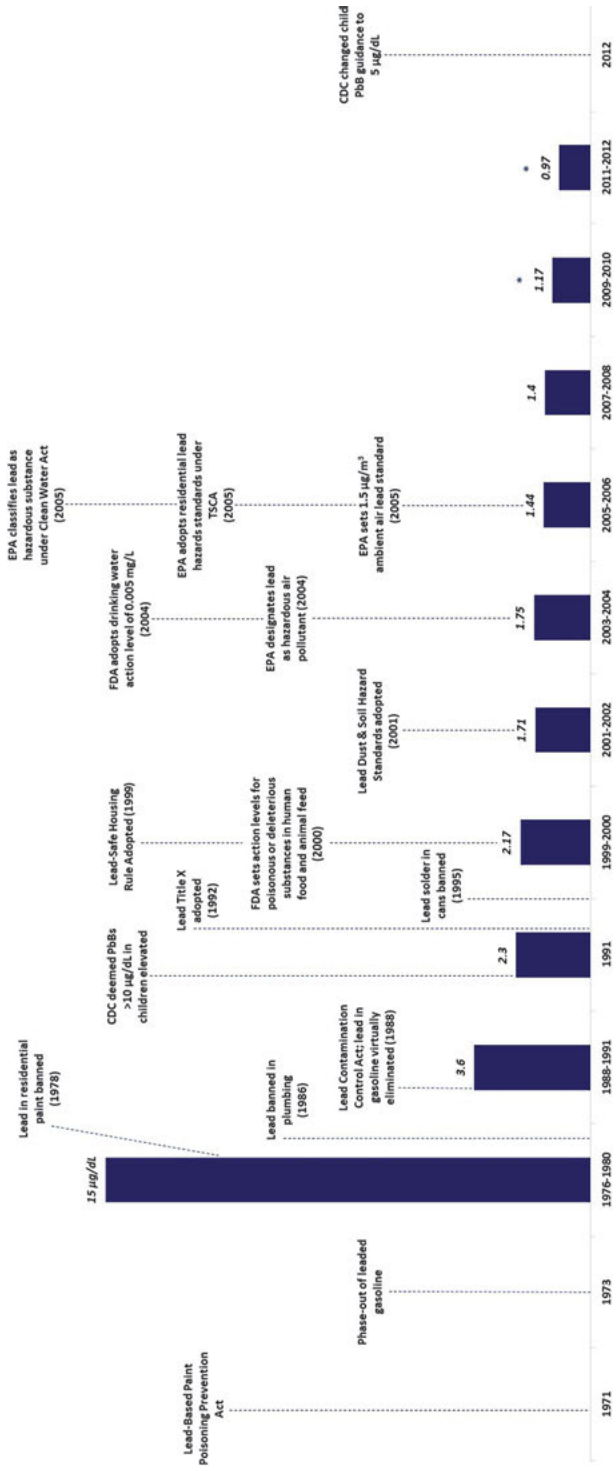 Lead-Based Paint
Poisoning Prevention
Act
Phase-out of leaded
gasoline
15 µg/dL
Lead in residential
paint banned
(1978)
Lead banned in
plumbing
(1986)
Lead Contamination
Control Act; lead in
gasoline virtually
eliminated (1988)
3.6
CDC deemed PbBs
>10 µg/dL in
children elevated
2.3
Lead Title X
adopted
(1992)
Lead solder in
cans banned
(1995)
Lead-Safe Housing
Rule Adopted (1999)
FDA sets action levels for
poisonous or deleterious
substances in human
food and animal feed
(2000)
2.17
Lead Dust & Soil Hazard
Standards adopted
(2001)
1.71
FDA adopts drinking water
action level of 0.005 mg/L
(2004)
EPA designates lead
as hazardous air
pollutant (2004)
1.75
EPA classifies lead as
hazardous substance
under Clean Water Act
(2005)
EPA adopts residential lead
hazards standards under
TSCA
(2005)
EPA sets 1.5 µg/m³
ambient air lead standard
(2005)
1.44
1.4
*
1.17
*
0.97
CDC changed child
PbB guidance to
5 µg/dL
1971
1973
1976-1980
1988-1991
1991
1999-2000
2001-2002
2003-2004
2005-2006
2007-2008
2009-2010
2011-2012
2012